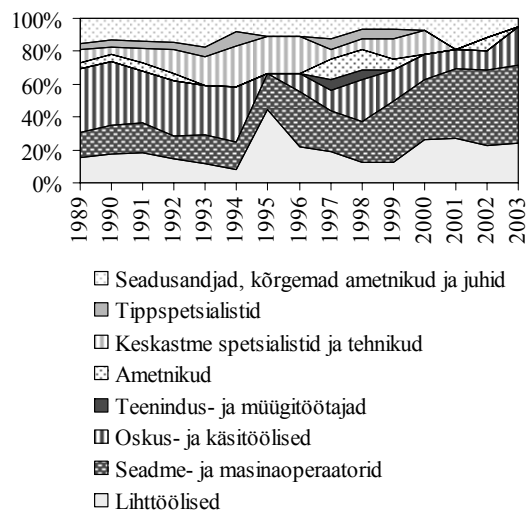 100%
80%
60%
40%
20%
0%
1989 1990 1991 1992 1993 1994 1995 1996 1997 1998 1999 2000 2001 2002 2003
Seadusandjad, kõrgemad ametnikud ja juhid
Tippspetsialistid
Keskastme spetsialistid ja tehnikud
Ametnikud
Teenindus- ja müügitöötajad
Oskus- ja käsitöölised
Seadme- ja masinaoperaatorid
Lihttöölised